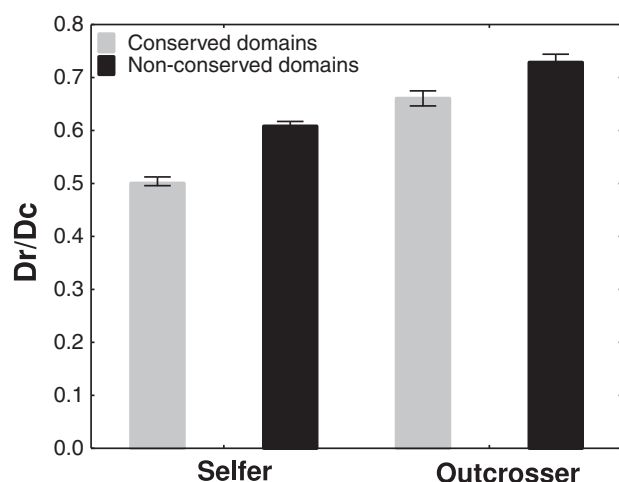 0.8
Conserved domains
Non-conserved domains
0.7
0.6
0.5
0.4
0.3
0.2
0.1
0.0
Dr/Dc
Selfer Outcrosser